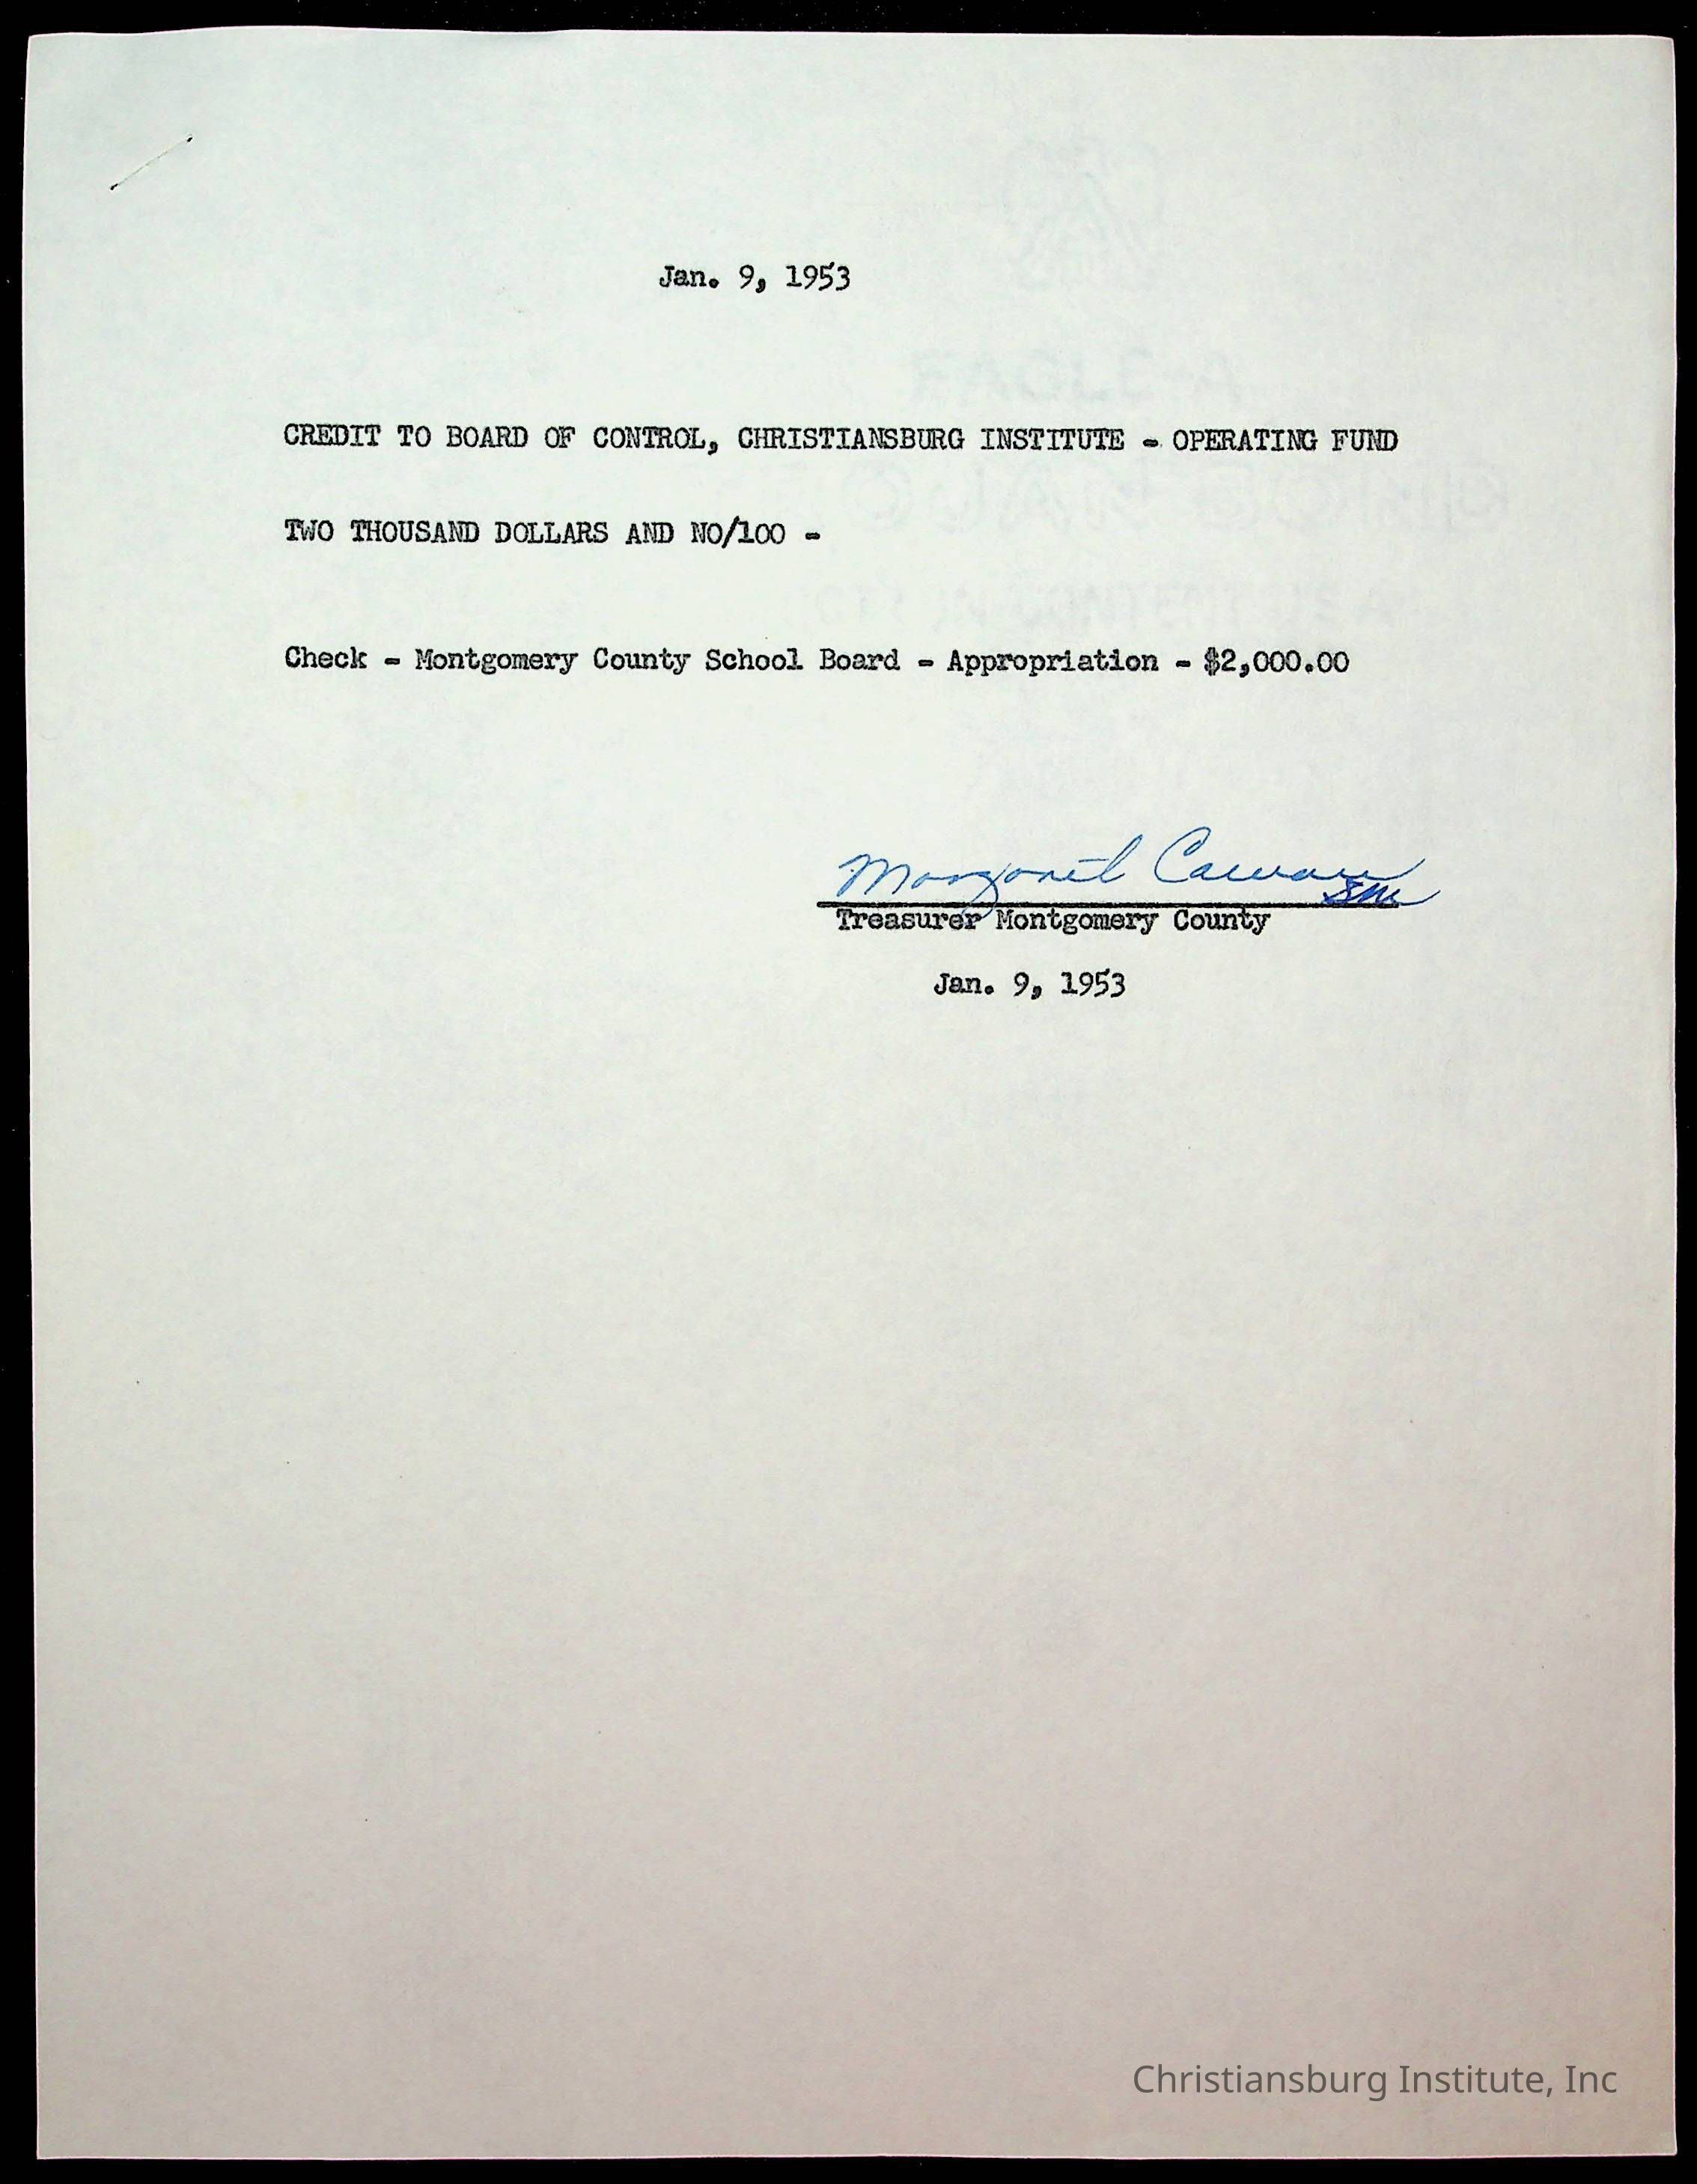 Jan. 9, 1953
CREDIT TO BOARD OF CONTROL, CHRISTIANSBURG INSTITUTE - OPERATING FUND
TWO THOUSAND DOLLARS AND NO/100 -
Check - Montgomery County School Board - Appropriation - $2,000.00
Margaret
Treasurer Montgomery County
Jan. 9, 1953
Christiansburg Institute, Inc